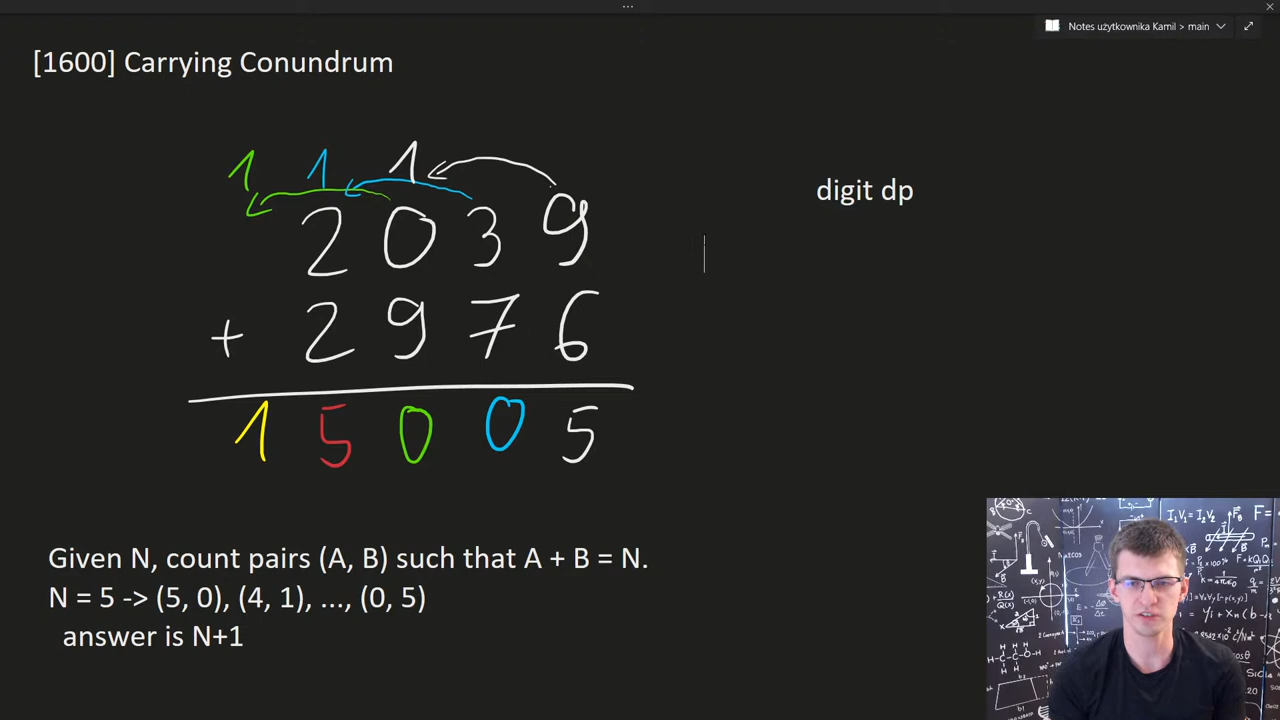 ...
Notes użytkownika Kamil > main
[1600] Carrying Conundrum
1 1 1
2 0 3 9
digit dp
+ 2 9 7 6
1 5 0 0 5
Given N, count pairs (A, B) such that A + B = N.
N = 5 -> (5, 0), (4, 1), ..., (0, 5)
answer is N+1